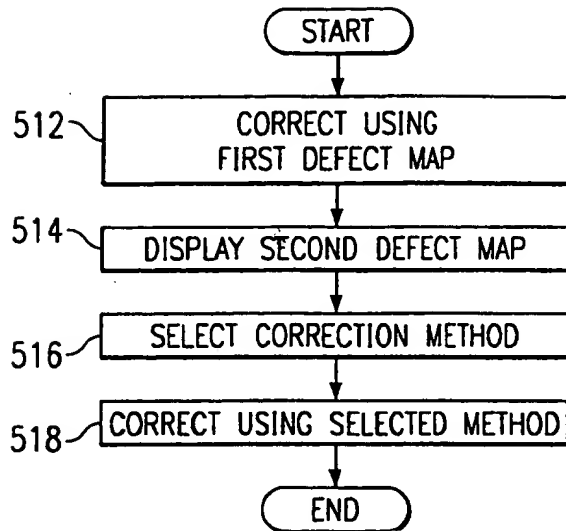 START
512
CORRECT USING
FIRST DEFECT MAP
514
DISPLAY SECOND DEFECT MAP
516
SELECT CORRECTION METHOD
518
CORRECT USING SELECTED METHOD
END